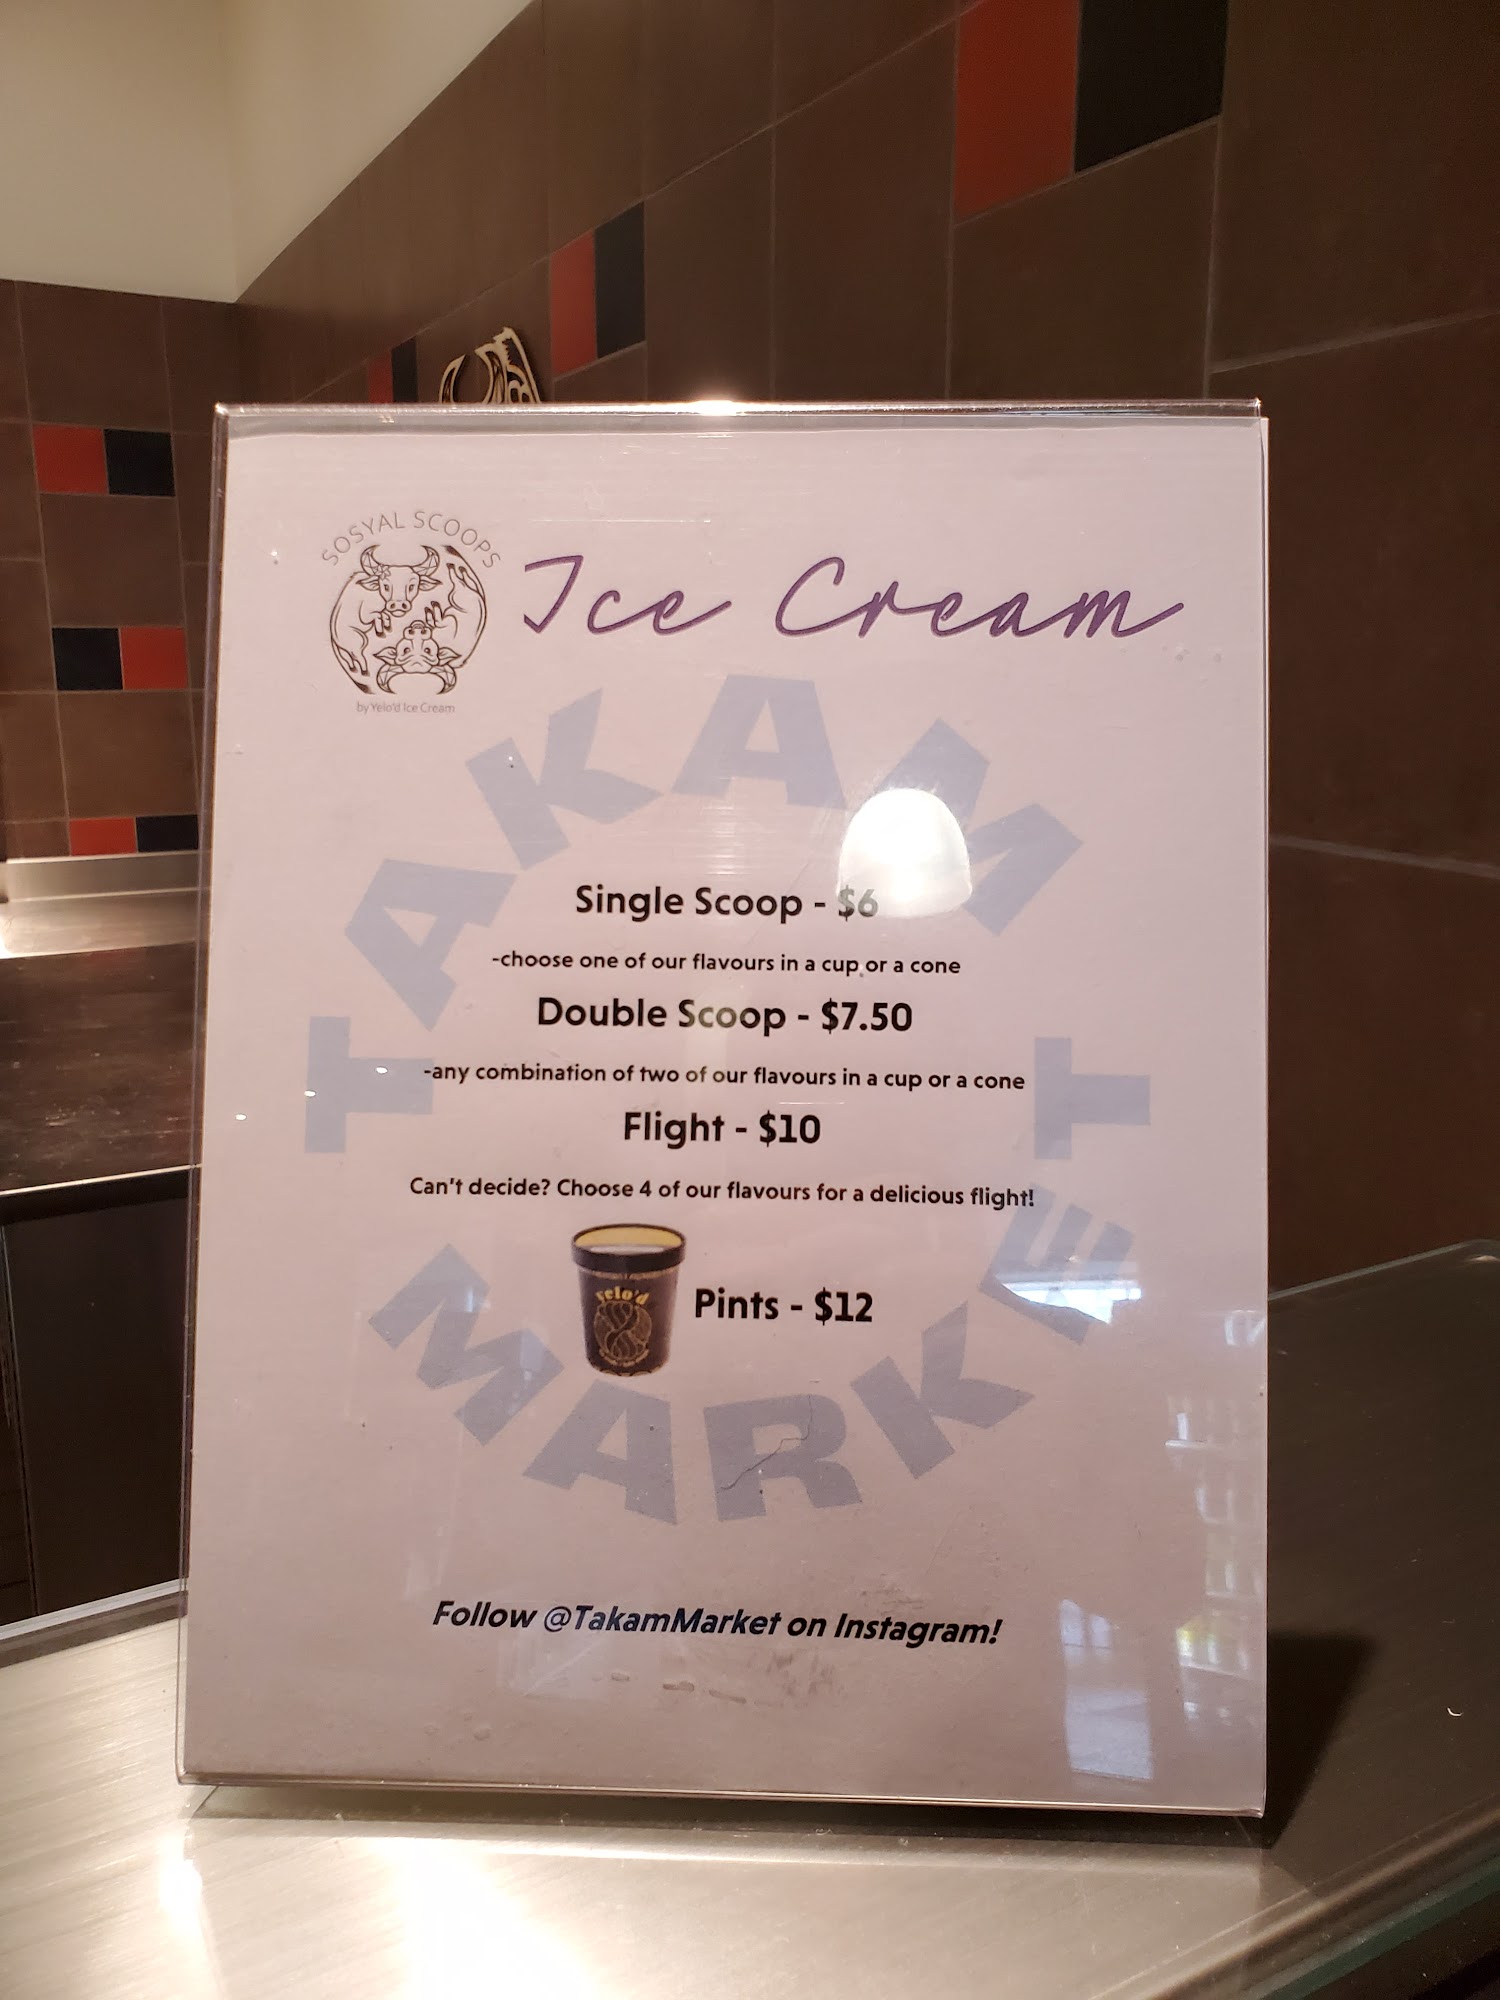 SOSYAL SCOOPS
by Yelo'd Ice Cream
Ice Cream
TAKAM
MARKET
Single Scoop - $6
-choose one of our flavours in a cup or a cone
Double Scoop - $7.50
-any combination of two of our flavours in a cup or a cone
Flight - $10
Can't decide? Choose 4 of our flavours for a delicious flight!
Yelo'd
Pints - $12
Follow @TakamMarket on Instagram!